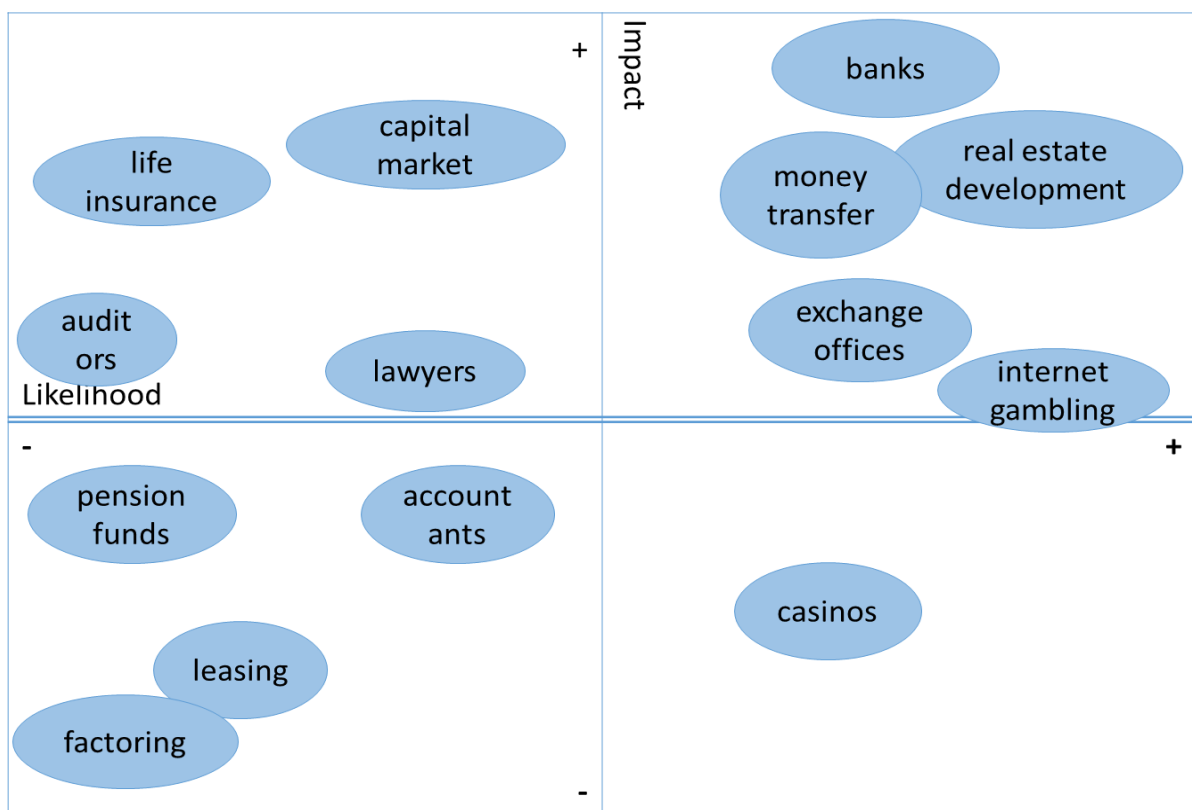 +
Impact
banks
capital
market
life
insurance
real estate
development
money
transfer
audit
ors
Likelihood
lawyers
exchange
offices
internet
gambling
-
+
pension
funds
account
ants
casinos
leasing
factoring
-